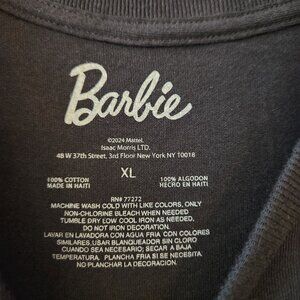 Barbie
©2024 Mattel.
Isaac Morris LTD.
48 W 37th Street, 3rd Floor New York NY 10018
XL
100% COTTON
MADE IN HAITI
100% ALGODON
HECRO EN HAITI
RN# 77272
MACHINE WASH COLD WITH LIKE COLORS, ONLY
NON-CHLORINE BLEACH WHEN NEEDED
TUMBLE DRY LOW COOL IRON AS NEEDED.
DO NOT IRON DECORATION.
LAVAR EN LAVADORA CON AGUA FRIA CON COLORES
SIMILARES,USAR BLANQUEADOR SIN CLORO
CUANDO SEA NECESARIO; SEGAR A BAJA
TEMPERATURA, PLANCHA FRIA SI SE NECESITA.
NO PLANCHAR LA DECORACION.